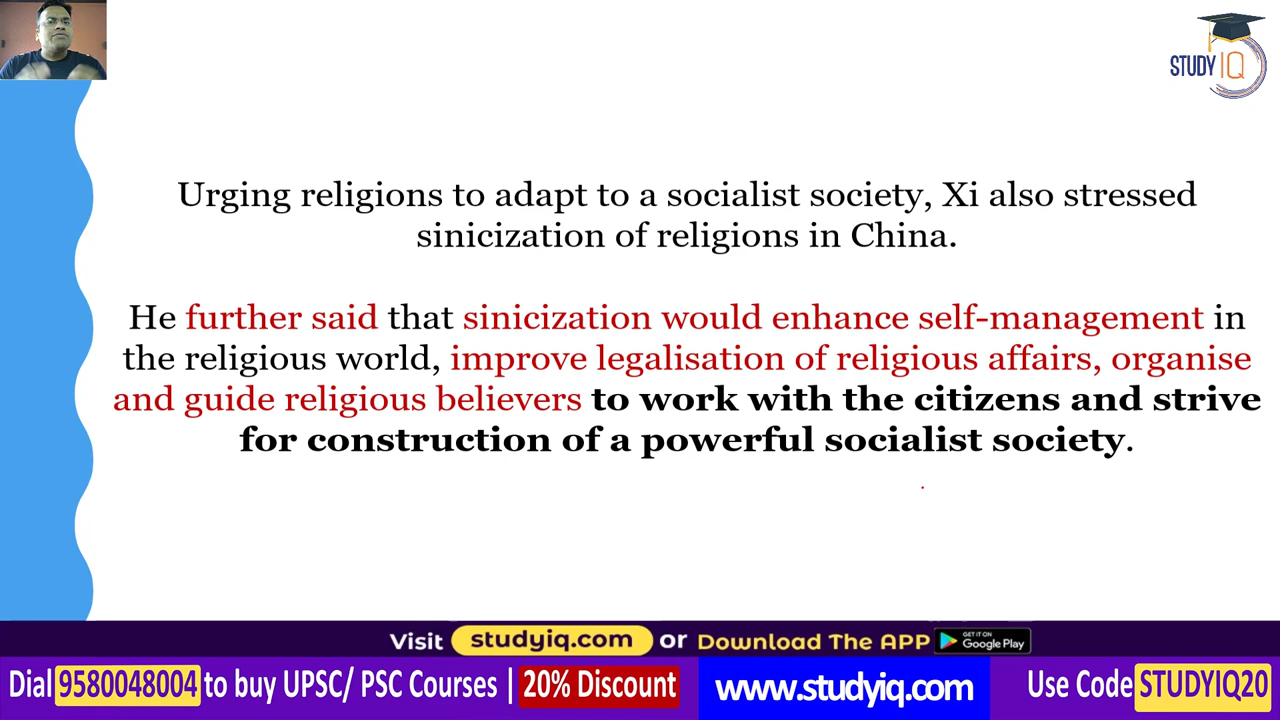 STUDY IQ
Urging religions to adapt to a socialist society, Xi also stressed
sinicization of religions in China.
He further said that sinicization would enhance self-management in
the religious world, improve legalisation of religious affairs, organise
and guide religious believers to work with the citizens and strive
for construction of a powerful socialist society.
Visit studyiq.com or Download The APP GET IT ON Google Play
Dial 9580048004 to buy UPSC/ PSC Courses | 20% Discount www.studyiq.com Use Code STUDYIQ20